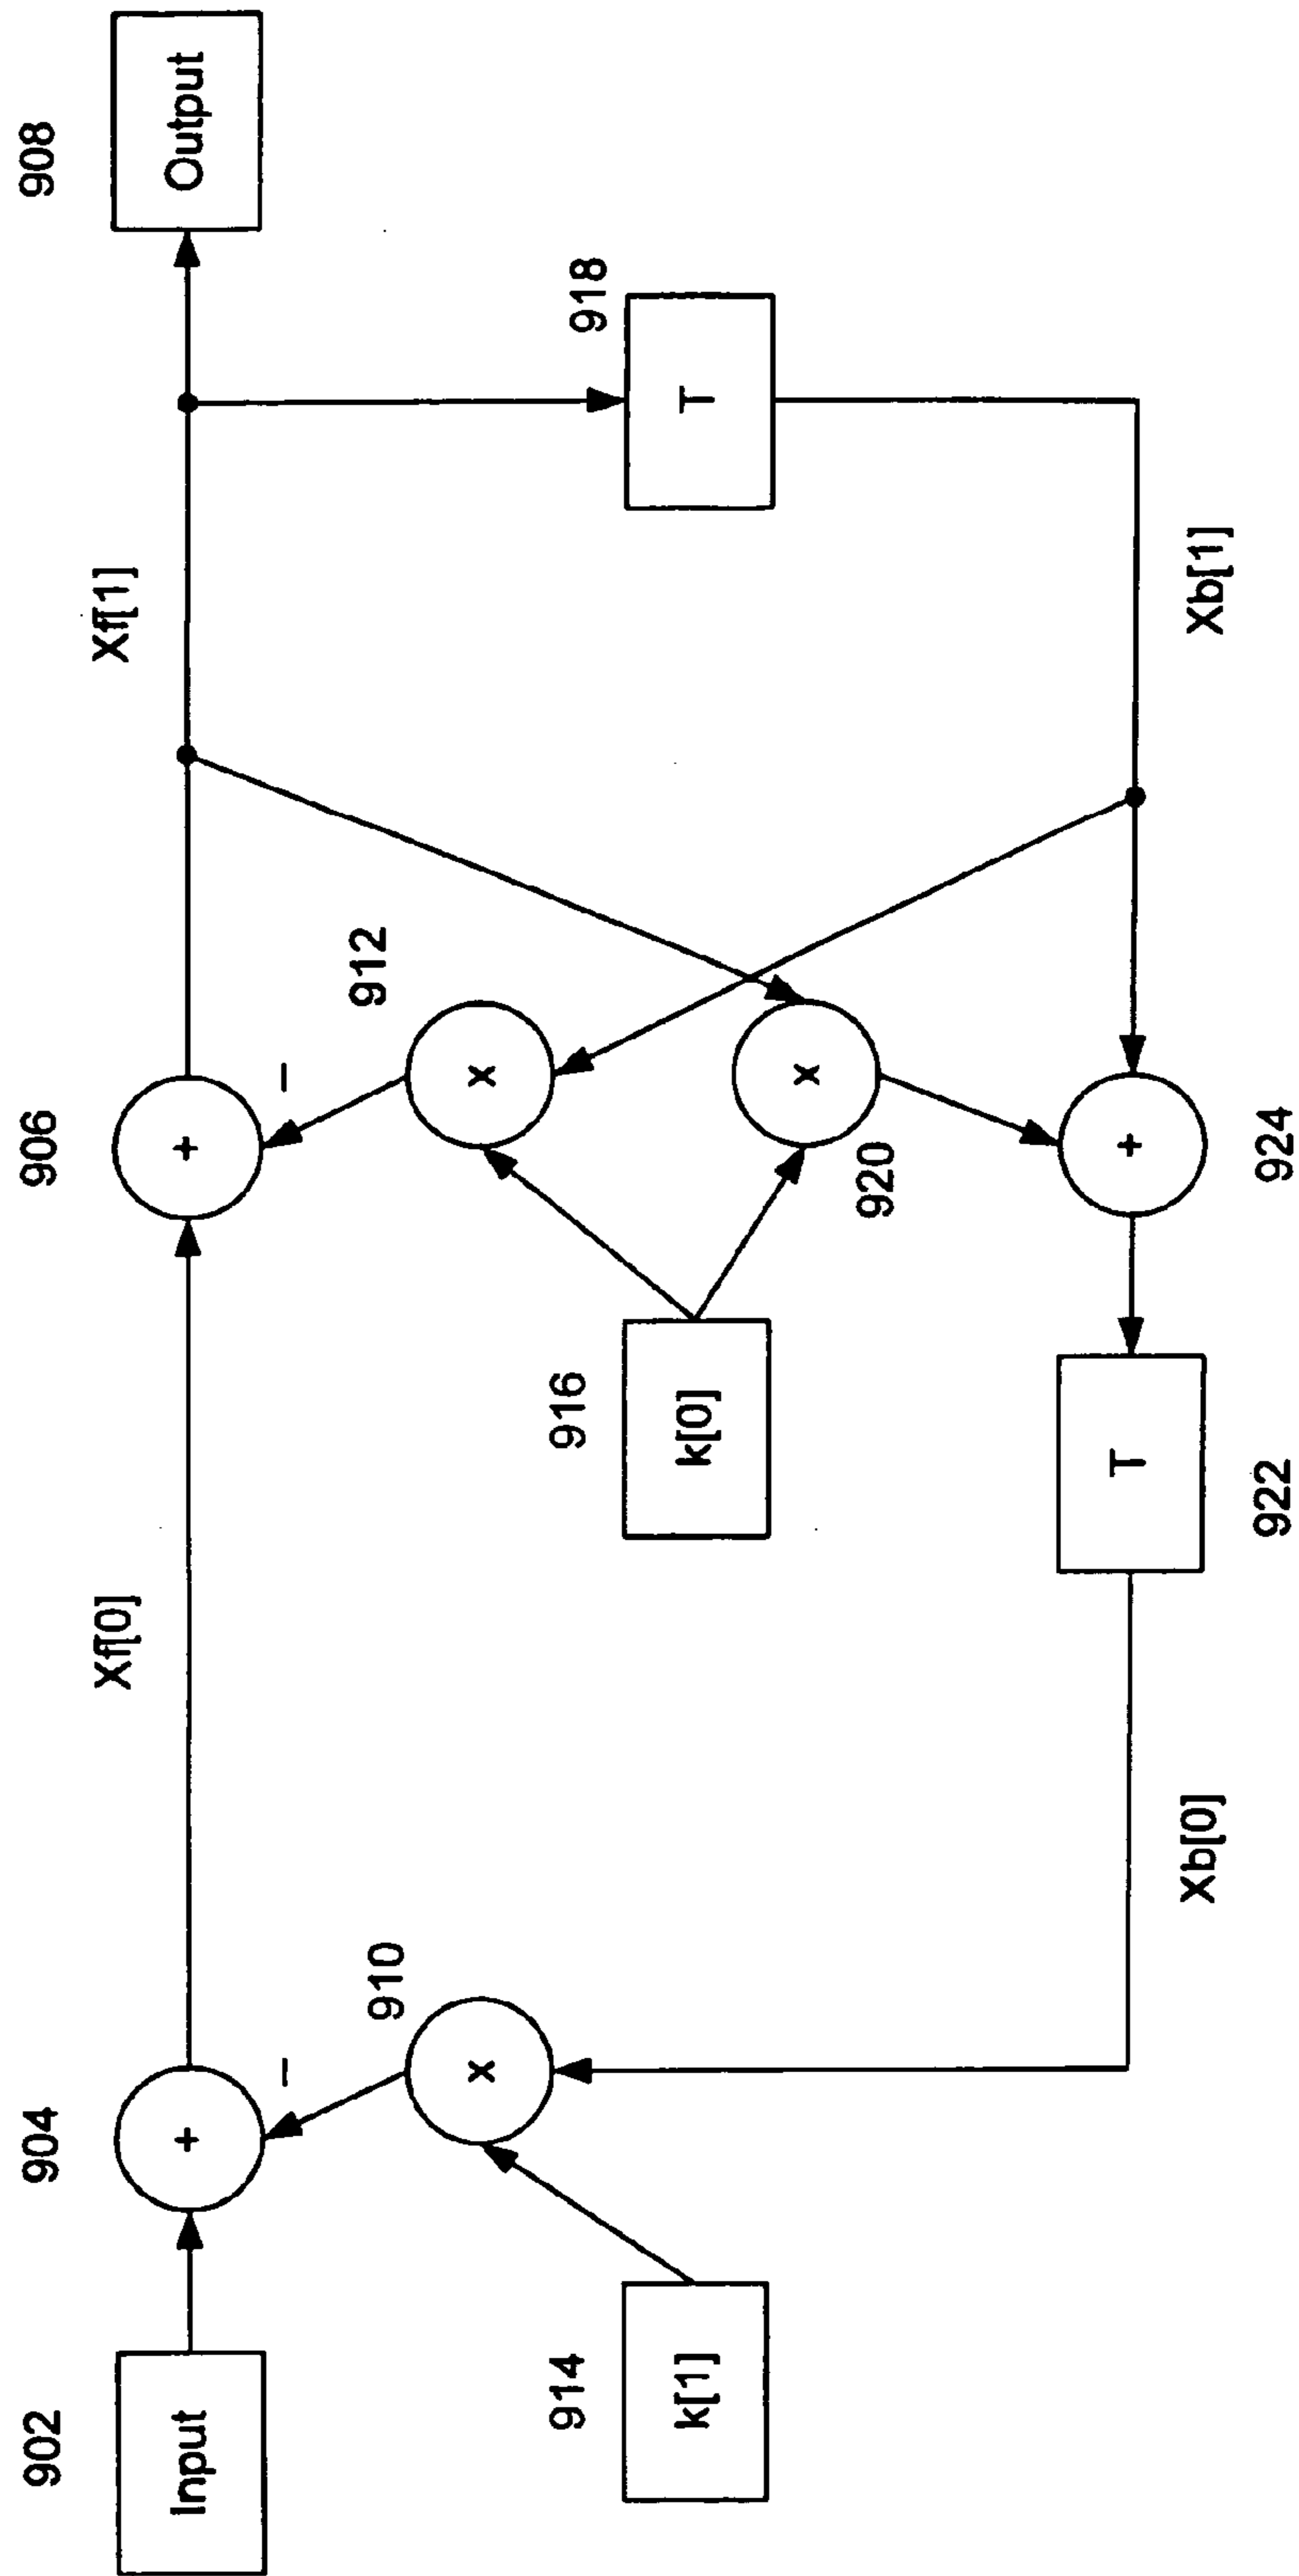 902
904
906
908
Input
+
+
Output
Xf[0]
Xf[1]
–
–
910
912
x
x
914
916
918
k[1]
k[0]
T
x
920
Xb[0]
T
+
Xb[1]
922
924